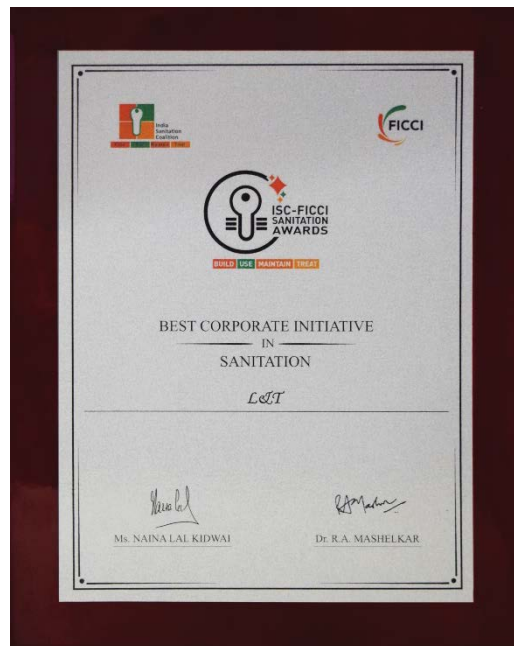 India
Sanitation
Coalition
FICCI
ISC-FICCI
SANITATION
AWARDS
BUILD USE MAINTAIN TREAT
BEST CORPORATE INITIATIVE
IN
SANITATION
L&T
Ms. NAINA LAL KIDWAI
Dr. R.A. MASHELKAR